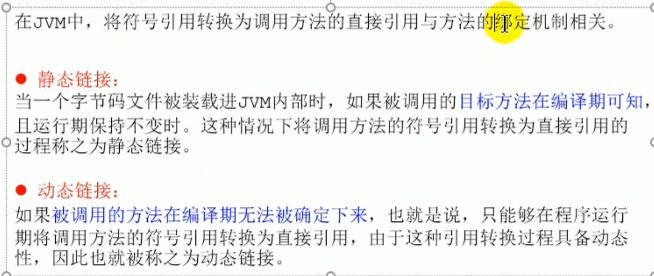 在JVM中，将符号引用转换为调用方法的直接引用与方法的绑定机制相关。
● 静态链接：
当一个字节码文件被装载进JVM内部时，如果被调用的目标方法在编译期可知，
且运行期保持不变时。这种情况下将调用方法的符号引用转换为直接引用的
过程称之为静态链接。
● 动态链接：
如果被调用的方法在编译期无法被确定下来，也就是说，只能够在程序运行
期将调用方法的符号引用转换为直接引用，由于这种引用转换过程具备动态
性，因此也就被称之为动态链接。